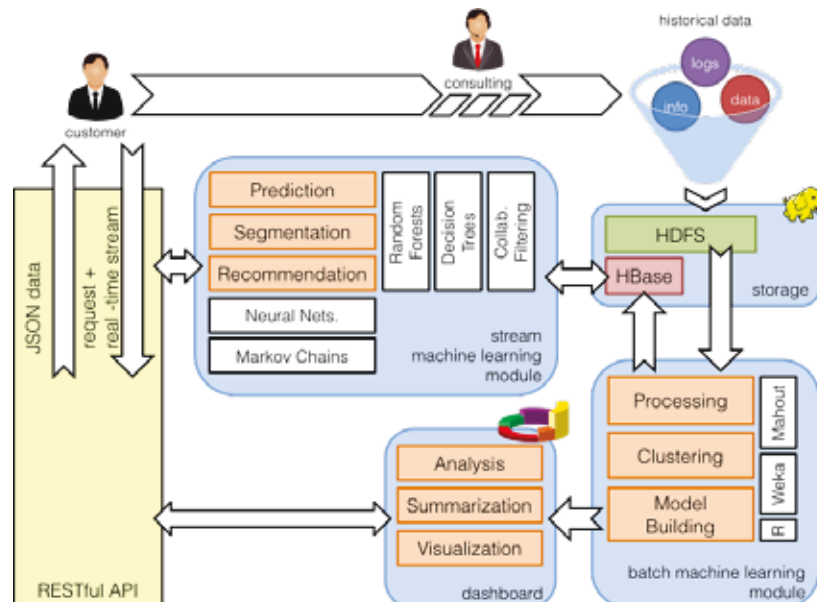 historical data
logs
info
data
consulting
customer
JSON data
request +
real -time stream
RESTful API
Prediction
Segmentation
Recommendation
Neural Nets.
Markov Chains
Random
Forests
Decision
Trees
Collab.
Filtering
stream
machine learning
module
HDFS
HBase
storage
Processing
Clustering
Model
Building
Mahout
Weka
R
batch machine learning
module
Analysis
Summarization
Visualization
dashboard